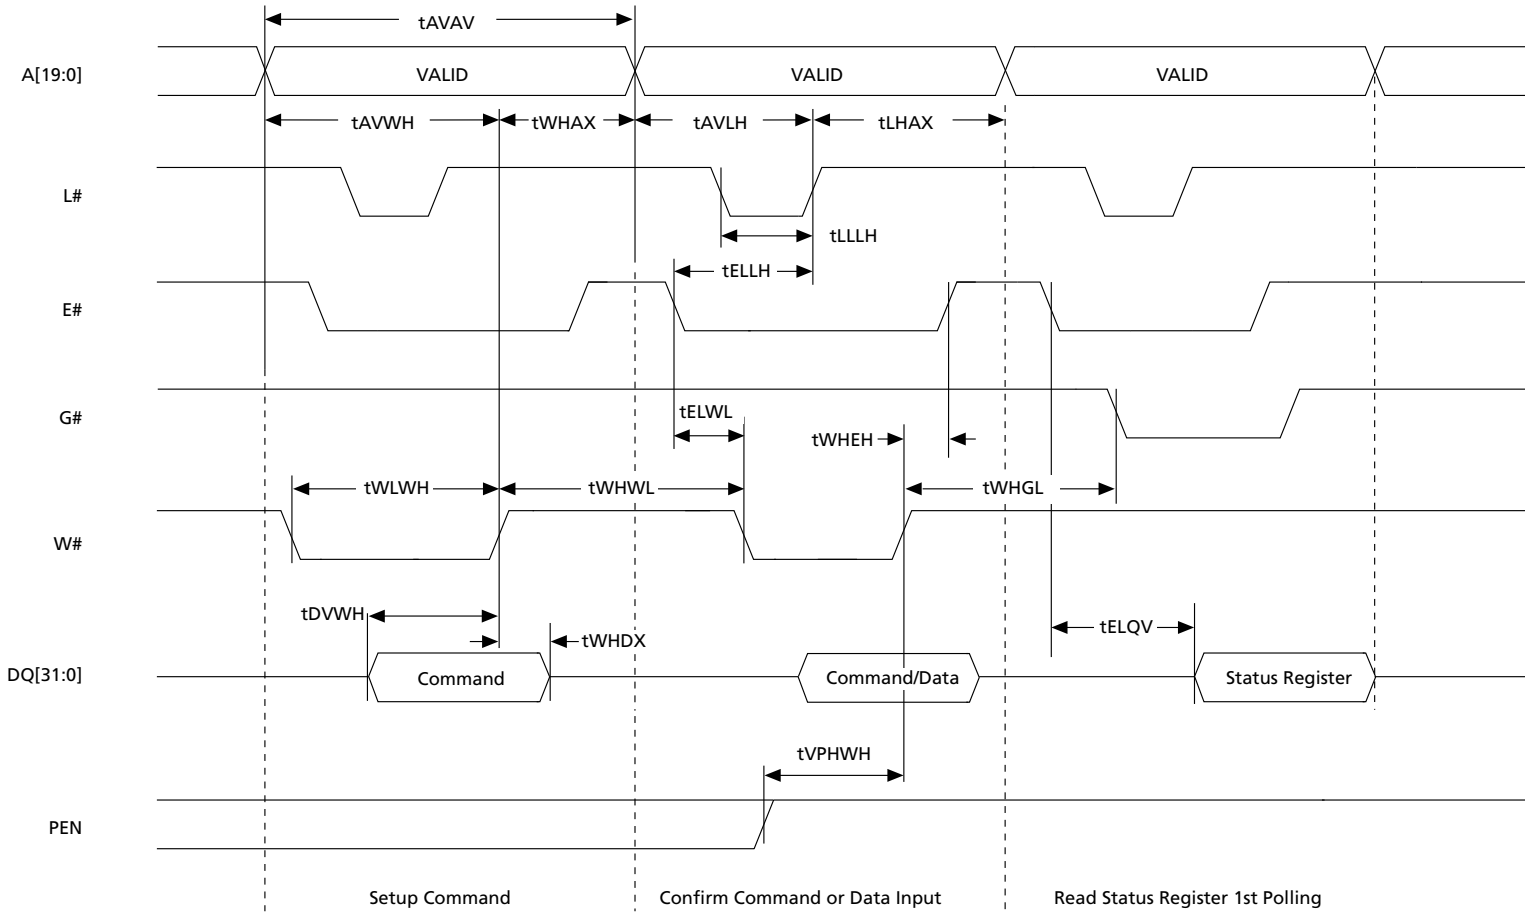 tAVAV
A[19:0] VALID VALID VALID
tAVWH tWHAX tAVLH tLHAX
L#
tLLLH
tELLH
E#
G#
tELWL
tWHEH
tWLWH tWHWL tWHGL
W#
tDVWH
tELQV
tWHDX
DQ[31:0] Command Command/Data Status Register
tVPHWH
PEN
Setup Command Confirm Command or Data Input Read Status Register 1st Polling